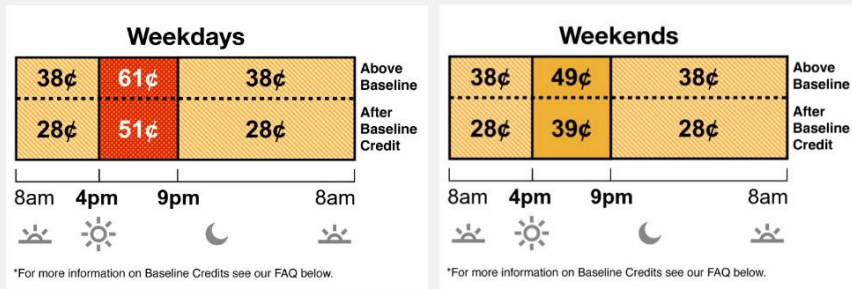 Weekdays
38¢ 61¢ 38¢ Above
Baseline
28¢ 51¢ 28¢ After
Baseline
Credit
8am 4pm 9pm 8am
*For more information on Baseline Credits see our FAQ below.
Weekends
38¢ 49¢ 38¢ Above
Baseline
28¢ 39¢ 28¢ After
Baseline
Credit
8am 4pm 9pm 8am
*For more information on Baseline Credits see our FAQ below.